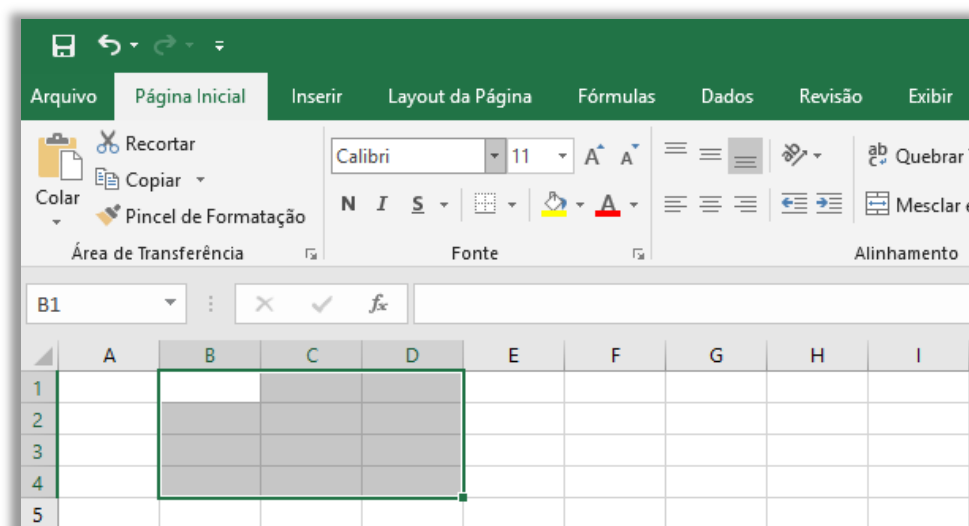 Arquivo Página Inicial Inserir Layout da Página Fórmulas Dados Revisão Exibir
Colar
Recortar
Copiar
Pincel de Formatação
Área de Transferência
Calibri 11 A A
N I S A
Fonte
ab c Quebrar
Mesclar e
Alinhamento
B1 fx
A B C D E F G H I
1
2
3
4
5